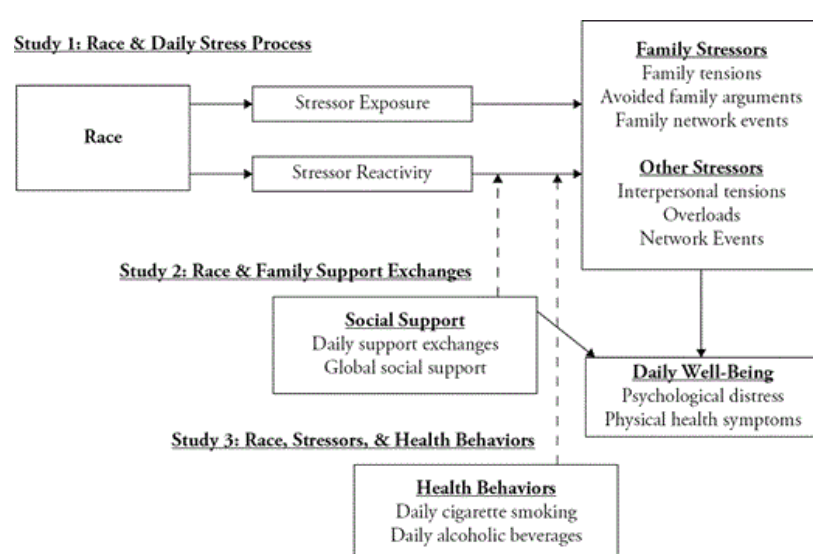 Study 1: Race & Daily Stress Process
Race
Stressor Exposure
Stressor Reactivity
Family Stressors
Family tensions
Avoided family arguments
Family network events
Other Stressors
Interpersonal tensions
Overloads
Network Events
Study 2: Race & Family Support Exchanges
Social Support
Daily support exchanges
Global social support
Daily Well-Being
Psychological distress
Physical health symptoms
Study 3: Race, Stressors, & Health Behaviors
Health Behaviors
Daily cigarette smoking
Daily alcoholic beverages